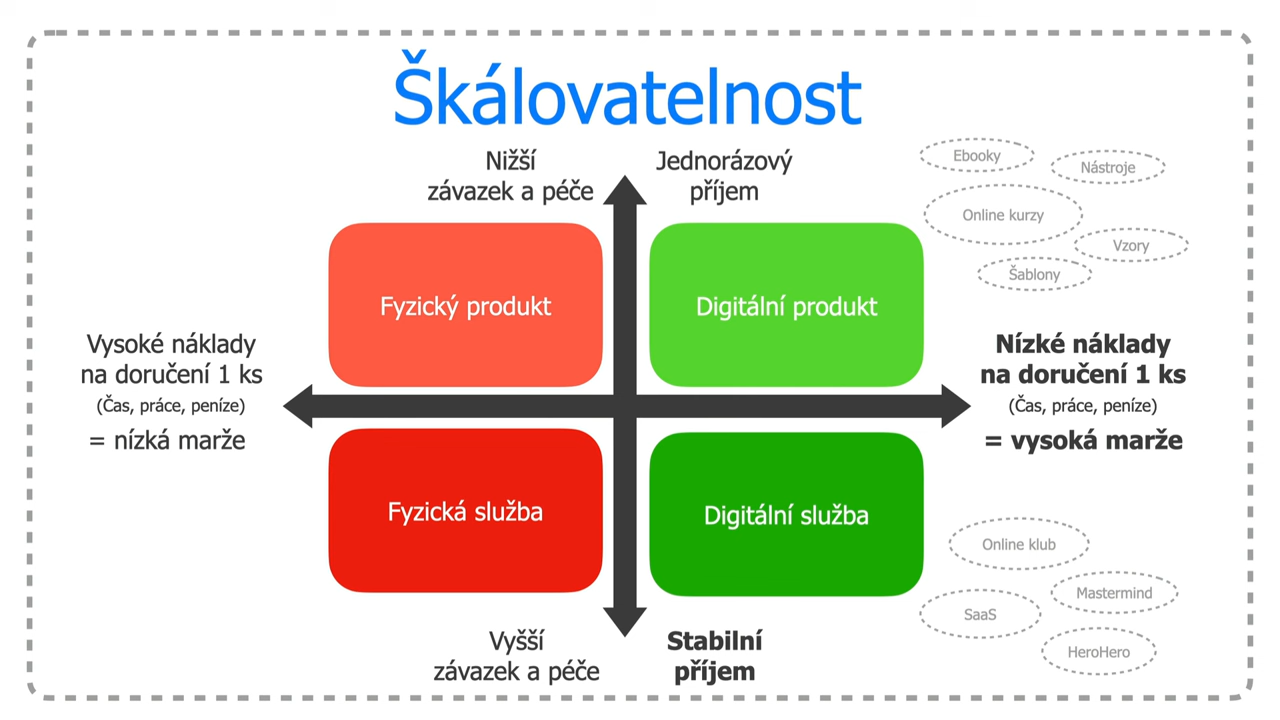 Škálovatelnost
Nižší
závazek a péče
Jednorázový
příjem
Ebooky
Nástroje
Online kurzy
Vzory
Šablony
Fyzický produkt
Digitální produkt
Vysoké náklady
na doručení 1 ks
(Čas, práce, peníze)
= nízká marže
Nízké náklady
na doručení 1 ks
(Čas, práce, peníze)
= vysoká marže
Fyzická služba
Digitální služba
Online klub
Mastermind
SaaS
HeroHero
Vyšší
závazek a péče
Stabilní
příjem